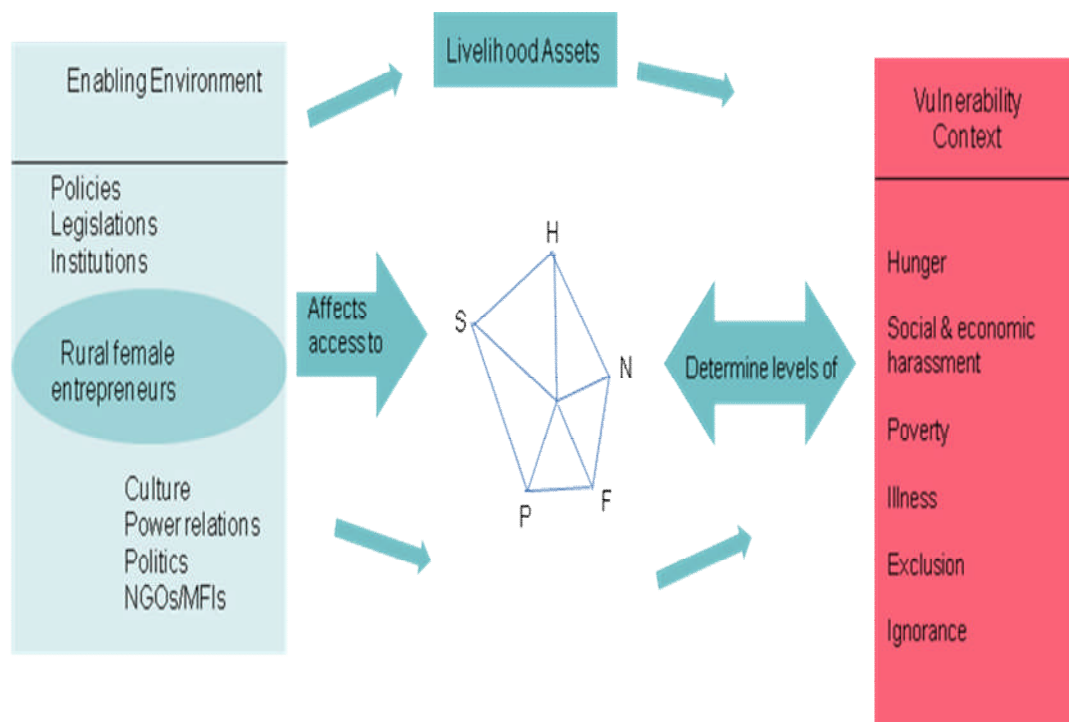 Enabling Environment
Policies
Legislations
Institutions
Rural female
entrepreneurs
Culture
Power relations
Politics
NGOs/MFIs
Livelihood Assets
Affects
access to
H
S
N
P
F
Determine levels of
Vulnerability
Context
Hunger
Social & economic
harassment
Poverty
Illness
Exclusion
Ignorance